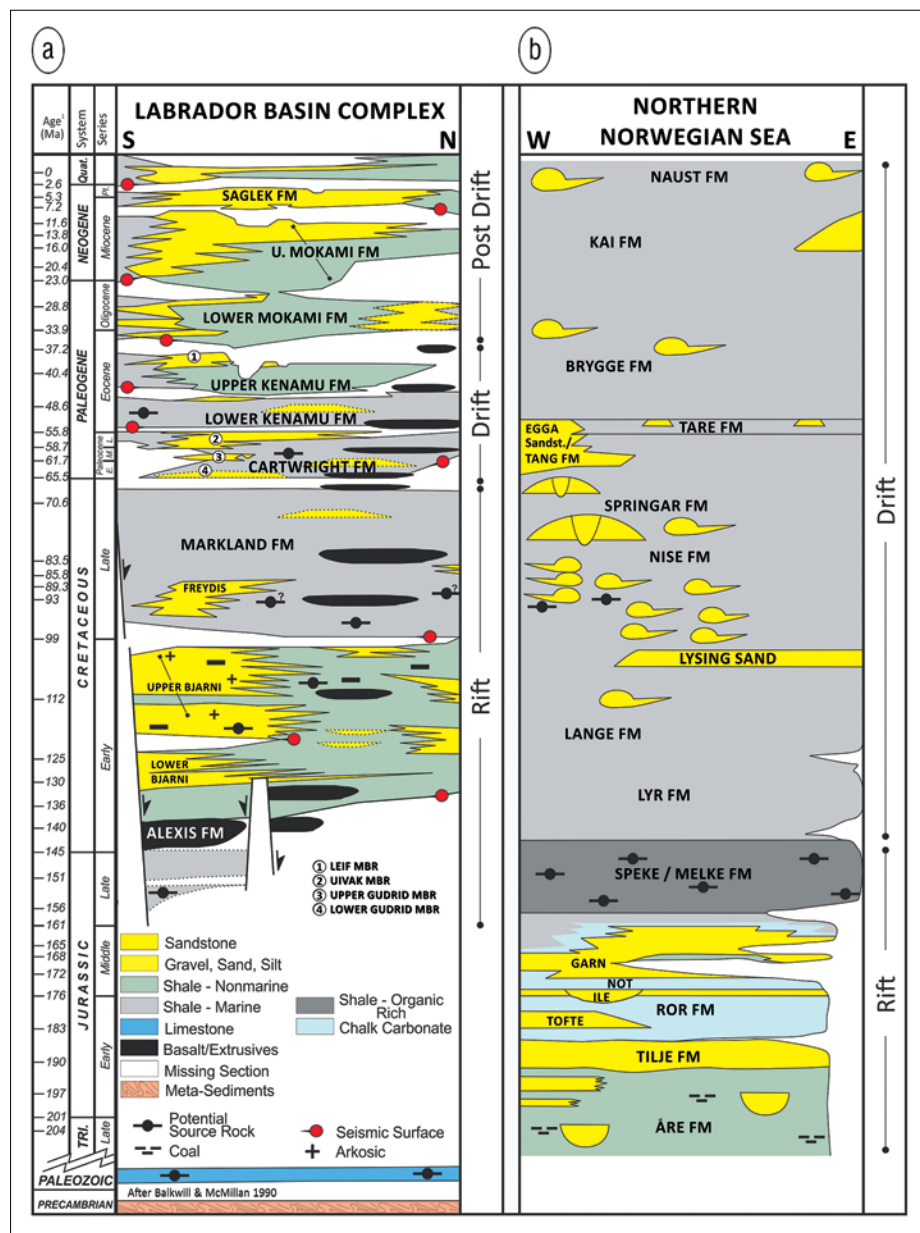 a
LABRADOR BASIN COMPLEX
S
N
Age¹
(Ma)
System
Series
0
2.6
5.3
7.2
11.6
13.8
16.0
20.4
23.0
28.8
33.9
37.2
40.4
48.6
55.8
58.7
61.7
65.5
70.6
83.5
85.8
89.3
93
99
112
125
130
136
140
145
151
156
161
165
168
172
176
183
190
197
201
204
Quat.
NEOGENE
PALEOGENE
CRETACEOUS
JURASSIC
TRI.
PALEOZOIC
PRECAMBRIAN
Pl.
Miocene
Oligocene
Eocene
Paleocene
E. M L.
Late
Early
Late
Middle
Early
Late
SAGLEK FM
U. MOKAMI FM
LOWER MOKAMI FM
1
UPPER KENAMU FM
LOWER KENAMU FM
2
3
4
CARTWRIGHT FM
MARKLAND FM
FREYDIS
?
?
UPPER BJARNI
LOWER
BJARNI
ALEXIS FM
1 LEIF MBR
2 UIVAK MBR
3 UPPER GUDRID MBR
4 LOWER GUDRID MBR
Sandstone
Gravel, Sand, Silt
Shale - Nonmarine
Shale - Marine
Limestone
Basalt/Extrusives
Missing Section
Meta-Sediments
Shale - Organic
Rich
Chalk Carbonate
Potential
Source Rock
Coal
Seismic Surface
Arkosic
After Balkwill & McMillan 1990
Post Drift
Drift
Rift
b
NORTHERN
NORWEGIAN SEA
W
E
NAUST FM
KAI FM
BRYGGE FM
TARE FM
EGGA
Sandst./
TANG FM
SPRINGAR FM
NISE FM
LYSING SAND
LANGE FM
LYR FM
SPEKE / MELKE FM
GARN
NOT
ILE
ROR FM
TOFTE
TILJE FM
ÅRE FM
Drift
Rift